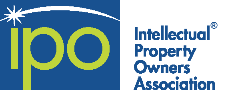 ipo
Intellectual®
Property
Owners
Association